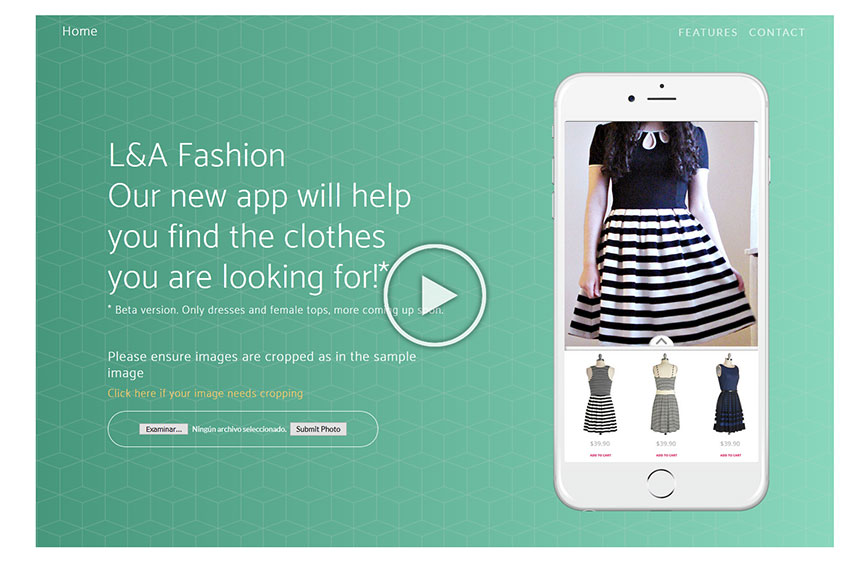 Home
FEATURES CONTACT
L&A Fashion
Our new app will help
you find the clothes
you are looking for!*
* Beta version. Only dresses and female tops, more coming up soon.
Please ensure images are cropped as in the sample
image
Click here if your image needs cropping
Examinar... Ningún archivo seleccionado. Submit Photo
$39.90 $39.90 $39.90
ADD TO CART ADD TO CART ADD TO CART